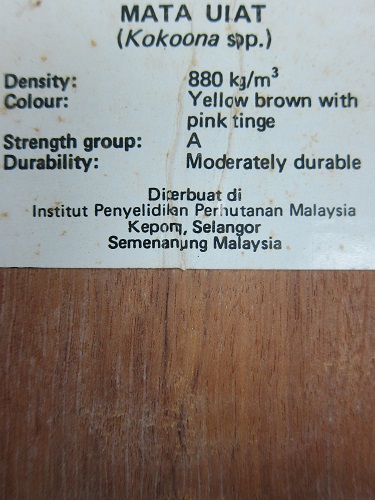 MATA ULAT
(Kokoona spp.)
Density: 880 kg/m³
Colour: Yellow brown with
pink tinge
Strength group: A
Durability: Moderately durable
Diperbuat di
Institut Penyelidikan Perhutanan Malaysia
Kepong, Selangor
Semenanjung Malaysia